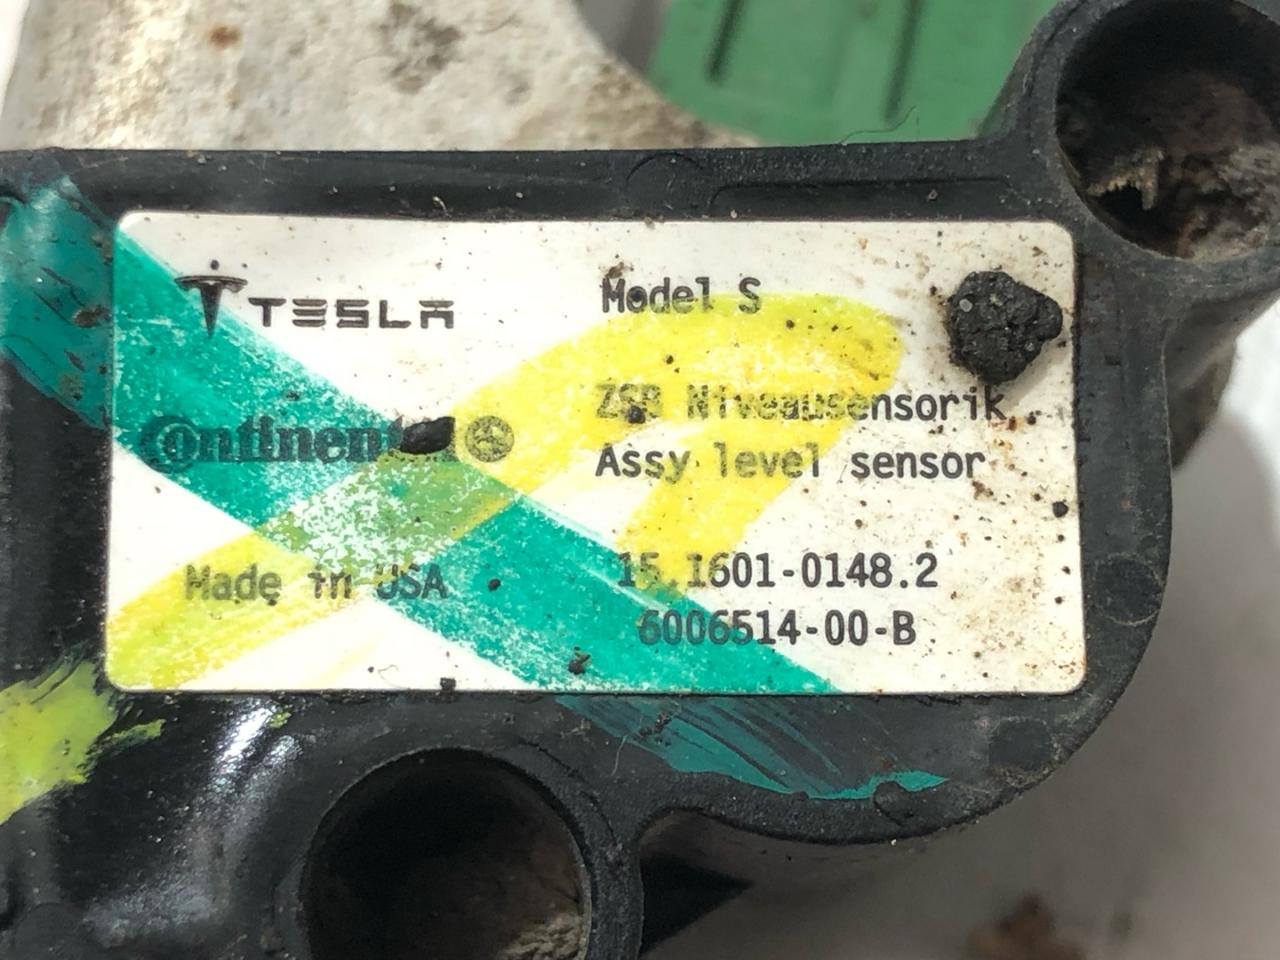 TESLA
Model S
Continental
ZSB Niveausensorik
Assy level sensor
Made in USA
15.1601-0148.2
6006514-00-B